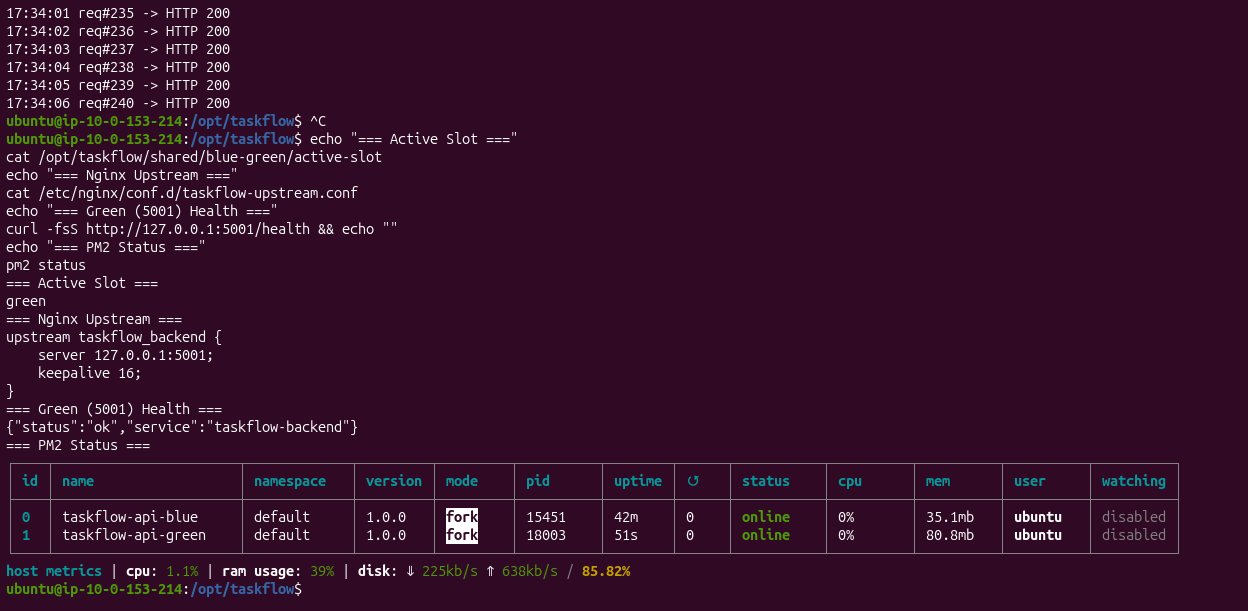 17:34:01 req#235 -> HTTP 200
17:34:02 req#236 -> HTTP 200
17:34:03 req#237 -> HTTP 200
17:34:04 req#238 -> HTTP 200
17:34:05 req#239 -> HTTP 200
17:34:06 req#240 -> HTTP 200
ubuntu@ip-10-0-153-214:/opt/taskflow$ ^C
ubuntu@ip-10-0-153-214:/opt/taskflow$ echo "=== Active Slot ==="
cat /opt/taskflow/shared/blue-green/active-slot
echo "=== Nginx Upstream ==="
cat /etc/nginx/conf.d/taskflow-upstream.conf
echo "=== Green (5001) Health ==="
curl -fsS http://127.0.0.1:5001/health && echo ""
echo "=== PM2 Status ==="
pm2 status
=== Active Slot ===
green
=== Nginx Upstream ===
upstream taskflow_backend {
    server 127.0.0.1:5001;
    keepalive 16;
}
=== Green (5001) Health ===
{"status":"ok","service":"taskflow-backend"}
=== PM2 Status ===
id name namespace version mode pid uptime ↺ status cpu mem user watching
0 taskflow-api-blue default 1.0.0 fork 15451 42m 0 online 0% 35.1mb ubuntu disabled
1 taskflow-api-green default 1.0.0 fork 18003 51s 0 online 0% 80.8mb ubuntu disabled
host metrics | cpu: 1.1% | ram usage: 39% | disk: ⇓ 225kb/s ⇑ 638kb/s / 85.82%
ubuntu@ip-10-0-153-214:/opt/taskflow$